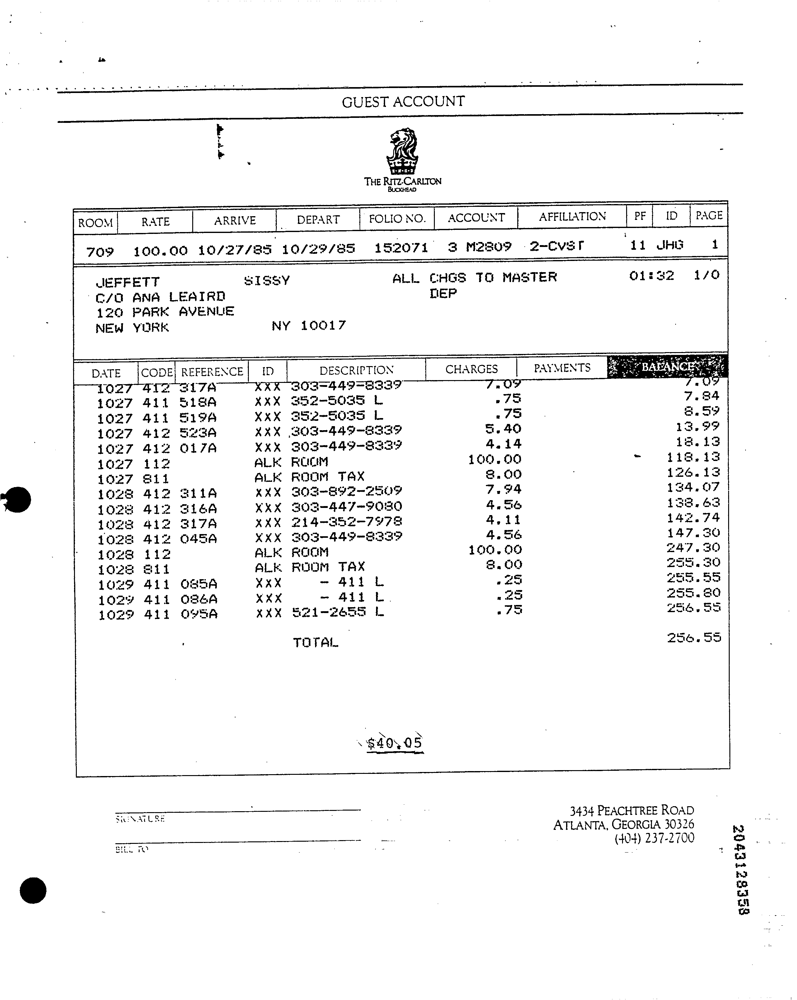 GUEST ACCOUNT
THE RITZ-CARLTON
BUCKHEAD
ROOM RATE ARRIVE DEPART FOLIO NO. ACCOUNT AFFILIATION PF ID PAGE
709 100.00 10/27/85 10/29/85 152071 3 M2809 2-CVST 11 JHG 1
JEFFETT SISSY ALL CHGS TO MASTER 01:32 1/0
C/O ANA LEAIRD DEP
120 PARK AVENUE
NEW YORK NY 10017
DATE CODE REFERENCE ID DESCRIPTION CHARGES PAYMENTS BALANCE
1027 412 317A XXX 303-449-8339 7.09 7.09
1027 411 518A XXX 352-5035 L .75 7.84
1027 411 519A XXX 352-5035 L .75 8.59
1027 412 523A XXX 303-449-8339 5.40 13.99
1027 412 017A XXX 303-449-8339 4.14 18.13
1027 112 ALK ROOM 100.00 118.13
1027 811 ALK ROOM TAX 8.00 126.13
1028 412 311A XXX 303-892-2509 7.94 134.07
1028 412 316A XXX 303-447-9080 4.56 138.63
1028 412 317A XXX 214-352-7978 4.11 142.74
1028 412 045A XXX 303-449-8339 4.56 147.30
1028 112 ALK ROOM 100.00 247.30
1028 811 ALK ROOM TAX 8.00 255.30
1029 411 085A XXX - 411 L .25 255.55
1029 411 086A XXX - 411 L .25 255.80
1029 411 095A XXX 521-2655 L .75 256.55
TOTAL 256.55
$40.05
SIGNATURE
BILL TO
3434 PEACHTREE ROAD
ATLANTA, GEORGIA 30326
(404) 237-2700
2043128358